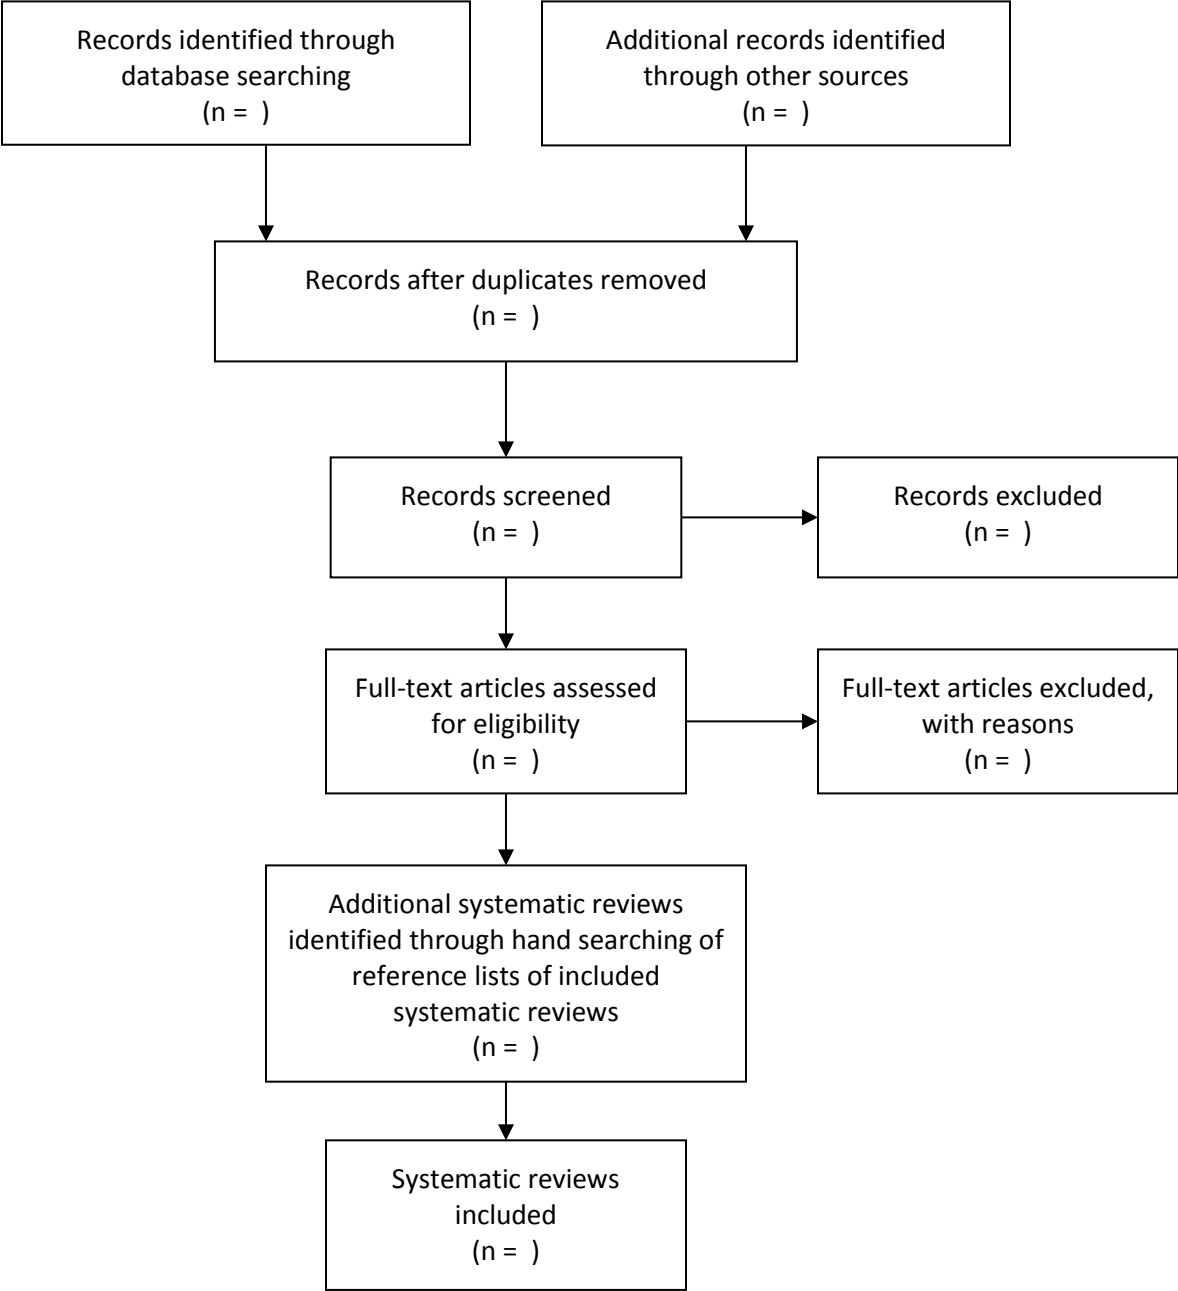 Records identified through
database searching
(n =  )
Additional records identified
through other sources
(n =  )
Records after duplicates removed
(n =  )
Records screened
(n =  )
Records excluded
(n =  )
Full-text articles assessed
for eligibility
(n =  )
Full-text articles excluded,
with reasons
(n =  )
Additional systematic reviews
identified through hand searching of
reference lists of included
systematic reviews
(n =  )
Systematic reviews
included
(n =  )